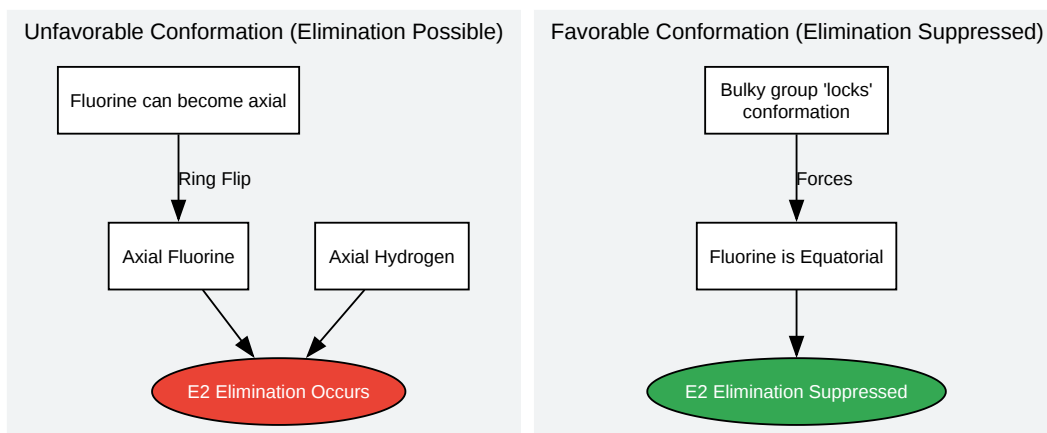 Unfavorable Conformation (Elimination Possible)
Fluorine can become axial
Ring Flip
Axial Fluorine
Axial Hydrogen
E2 Elimination Occurs
Favorable Conformation (Elimination Suppressed)
Bulky group 'locks'
conformation
Forces
Fluorine is Equatorial
E2 Elimination Suppressed